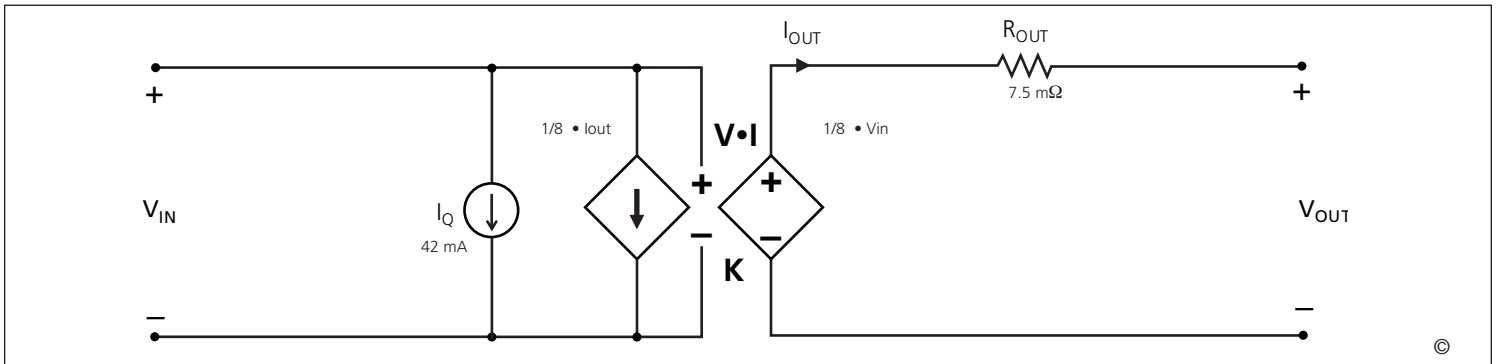 I_OUT
R_OUT
7.5 mΩ
+
+
1/8 • Iout
V•I
1/8 • Vin
+
+
V_IN
I_Q
42 mA
V_OUT
–
–
K
–
–
©